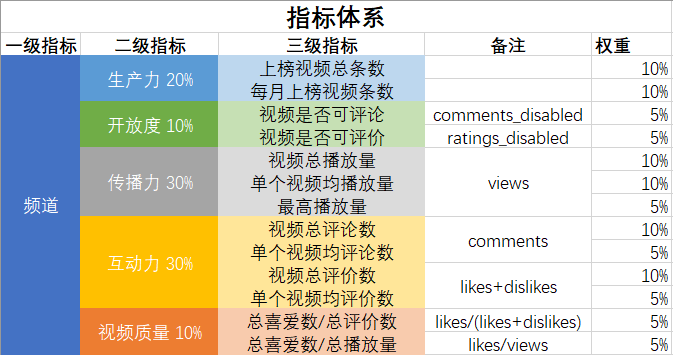 指标体系
一级指标 二级指标 三级指标 备注 权重
频道
生产力 20%
上榜视频总条数 10%
每月上榜视频条数 10%
开放度 10%
视频是否可评论 comments_disabled 5%
视频是否可评价 ratings_disabled 5%
传播力 30%
视频总播放量 10%
单个视频均播放量 views 10%
最高播放量 5%
互动力 30%
视频总评论数 comments 10%
单个视频均评论数 5%
视频总评价数 likes+dislikes 10%
单个视频均评价数 5%
视频质量 10%
总喜爱数/总评价数 likes/(likes+dislikes) 5%
总喜爱数/总播放量 likes/views 5%